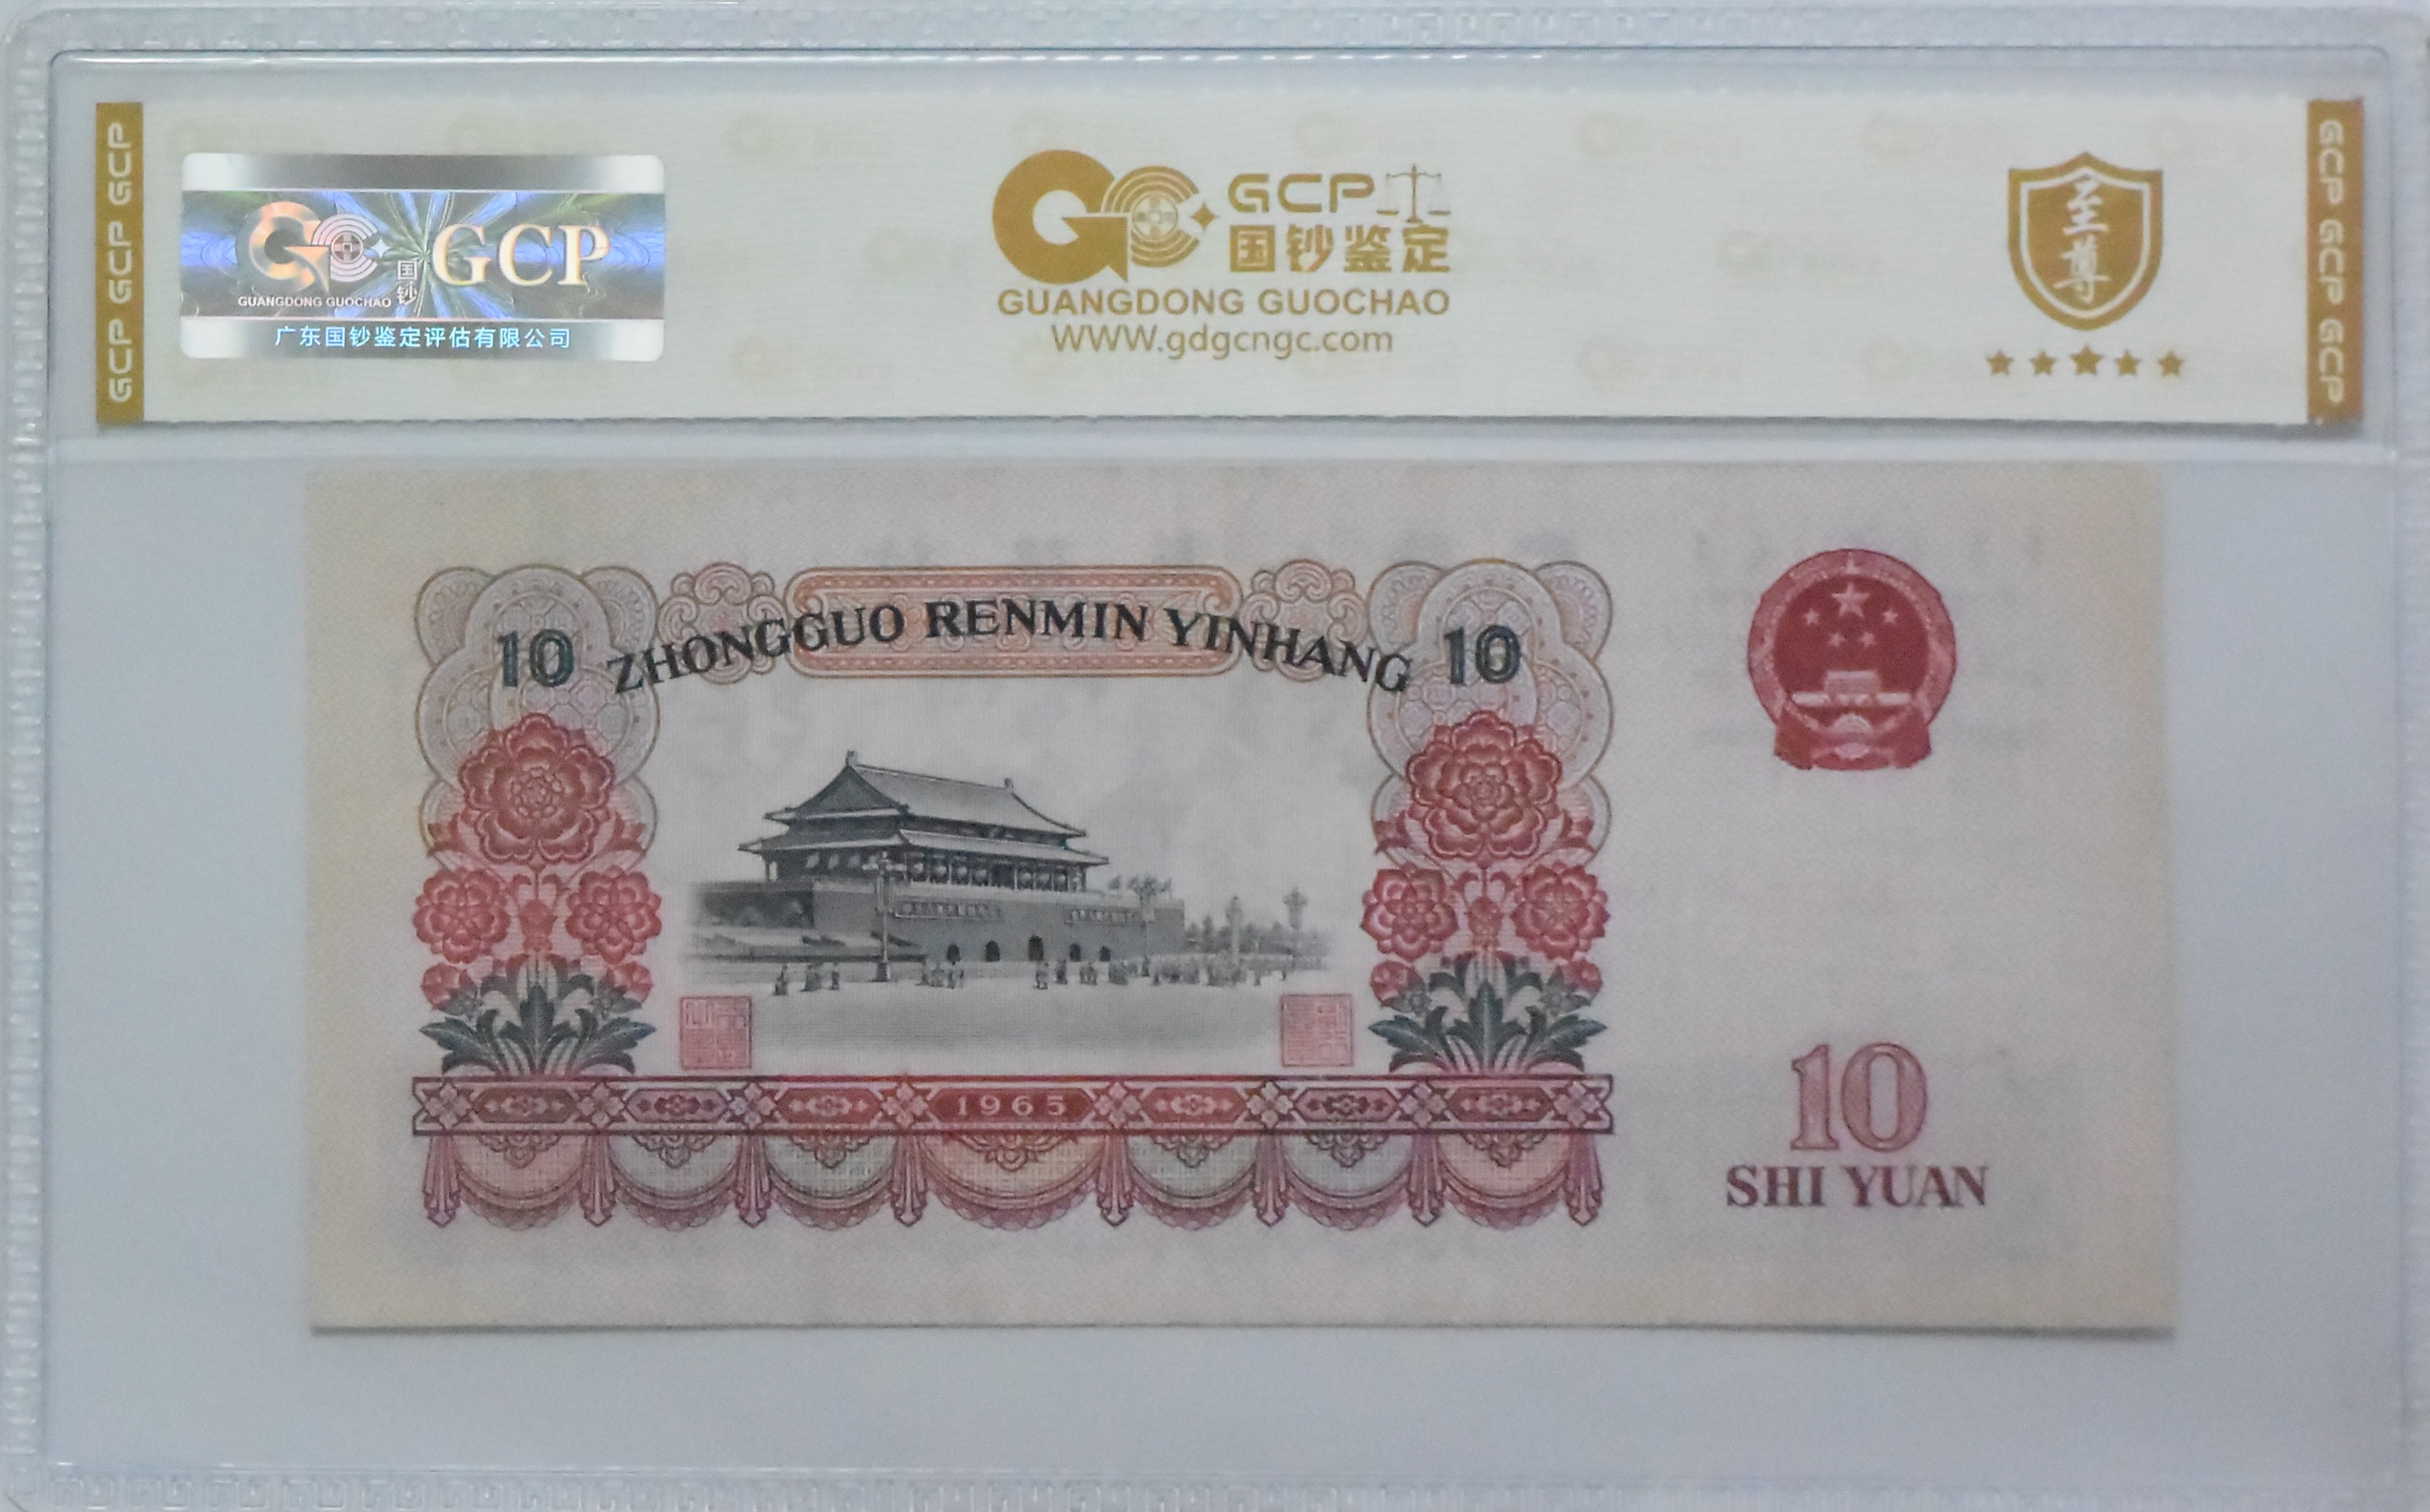 GCP GCP GCP
GUANGDONG GUOCHAO
国钞
GCP
广东国钞鉴定评估有限公司
GCP
国钞鉴定
GUANGDONG GUOCHAO
WWW.gdgcngc.com
至尊
GCP GCP GCP
10 ZHONGGUO RENMIN YINHANG 10
1965
10
SHI YUAN